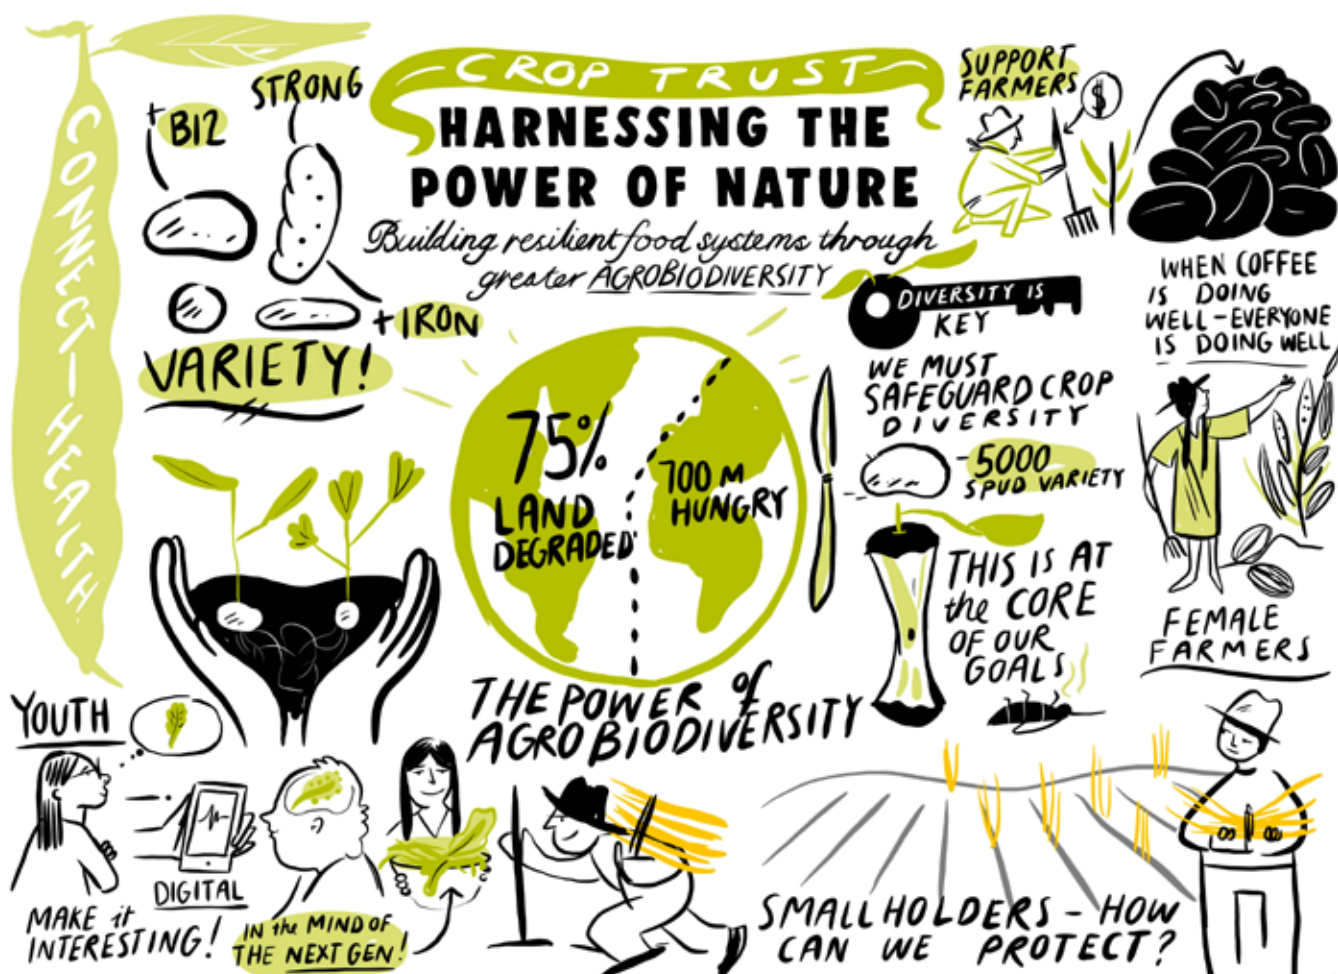 CROP TRUST
HARNESSING THE
POWER OF NATURE
Building resilient food systems through
greater AGROBIODIVERSITY
CONNECT-HEALTH
+ B12
STRONG
+ IRON
VARIETY!
SUPPORT
FARMERS
$
WHEN COFFEE
IS DOING
WELL - EVERYONE
IS DOING WELL
DIVERSITY IS
KEY
WE MUST
SAFEGUARD CROP
DIVERSITY
- 5000
SPUD VARIETY
75%
LAND
DEGRADED
700 M
HUNGRY
THIS IS AT
the CORE
OF OUR
GOALS
FEMALE
FARMERS
THE POWER of
AGROBIODIVERSITY
YOUTH
DIGITAL
MAKE it
INTERESTING!
IN the MIND OF
THE NEXT GEN!
SMALLHOLDERS - HOW
CAN WE PROTECT?